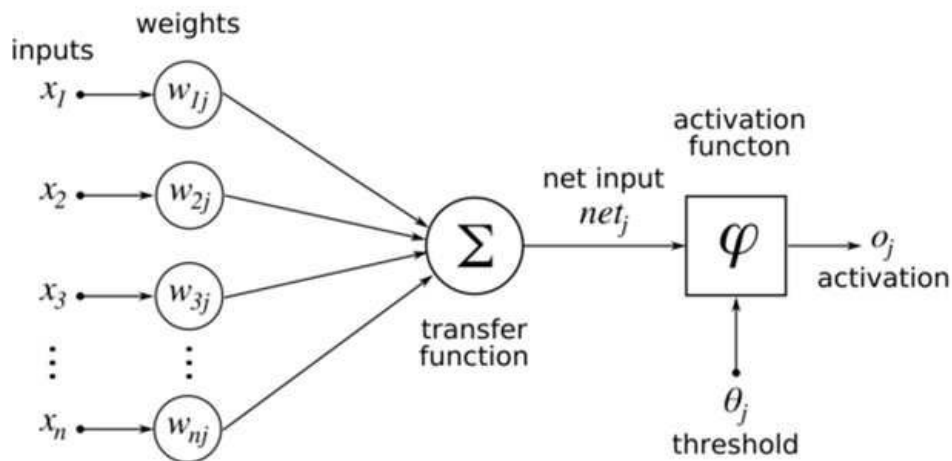 weights
inputs
x1
w1j
x2
w2j
x3
w3j
⋮
⋮
xn
wnj
Σ
transfer
function
net input
netj
activation
functon
φ
oj
activation
θj
threshold